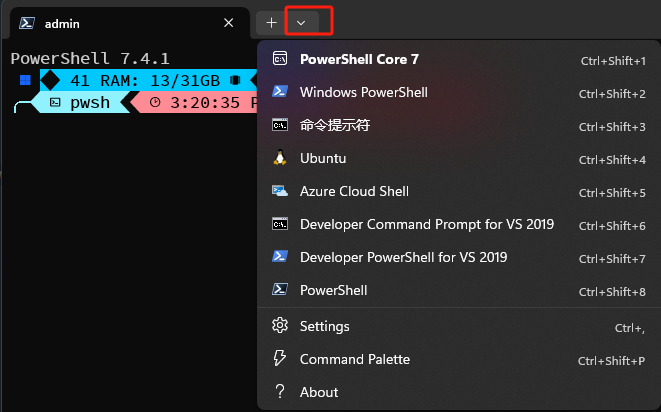 admin
PowerShell 7.4.1
41 RAM: 13/31GB
pwsh 3:20:35 P
PowerShell Core 7 Ctrl+Shift+1
Windows PowerShell Ctrl+Shift+2
命令提示符 Ctrl+Shift+3
Ubuntu Ctrl+Shift+4
Azure Cloud Shell Ctrl+Shift+5
Developer Command Prompt for VS 2019 Ctrl+Shift+6
Developer PowerShell for VS 2019 Ctrl+Shift+7
PowerShell Ctrl+Shift+8
Settings Ctrl+,
Command Palette Ctrl+Shift+P
About